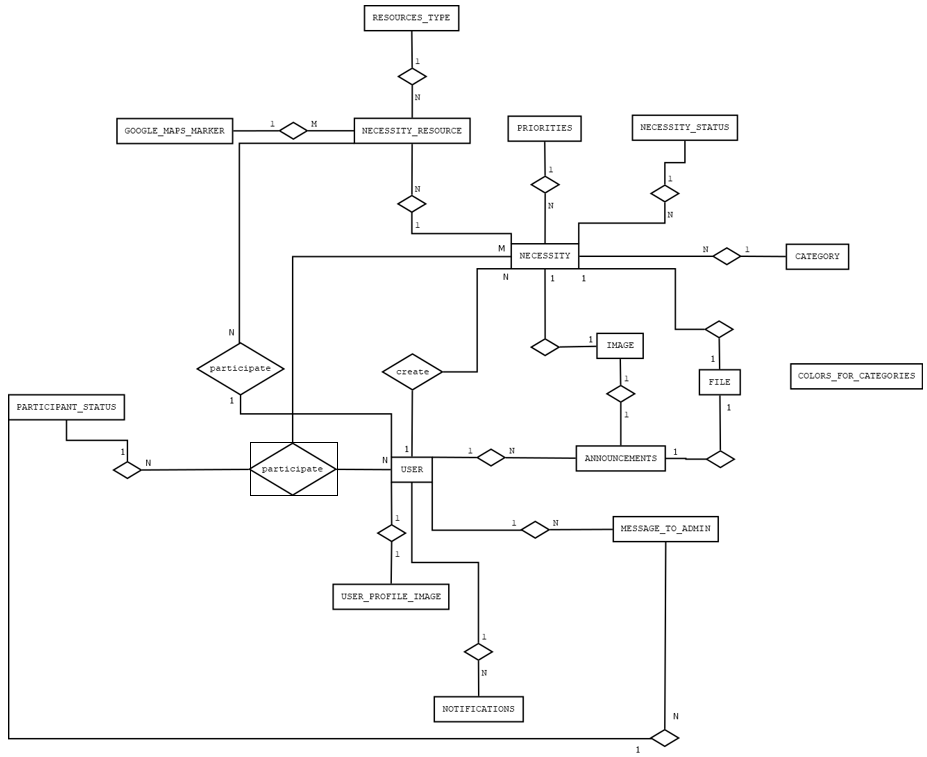 RESOURCES_TYPE
1
N
GOOGLE_MAPS_MARKER
1
M
NECESSITY_RESOURCE
PRIORITIES
NECESSITY_STATUS
1
N
1
N
N
1
M
NECESSITY
N
1
CATEGORY
N
1
1
N
participate
1
create
1
IMAGE
1
1
1
FILE
1
COLORS_FOR_CATEGORIES
PARTICIPANT_STATUS
1
N
participate
N
1
USER
1
N
ANNOUNCEMENTS
1
1
N
MESSAGE_TO_ADMIN
1
1
USER_PROFILE_IMAGE
1
N
NOTIFICATIONS
N
1